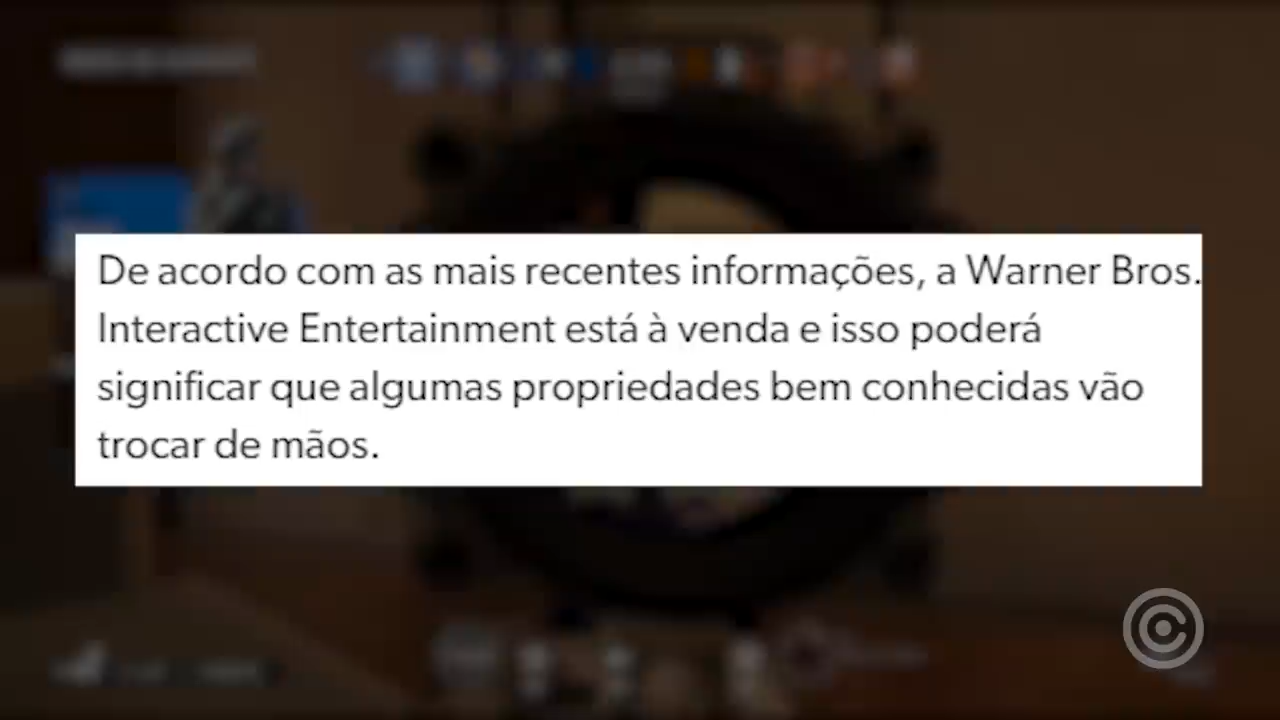 De acordo com as mais recentes informações, a Warner Bros.
Interactive Entertainment está à venda e isso poderá
significar que algumas propriedades bem conhecidas vão
trocar de mãos.